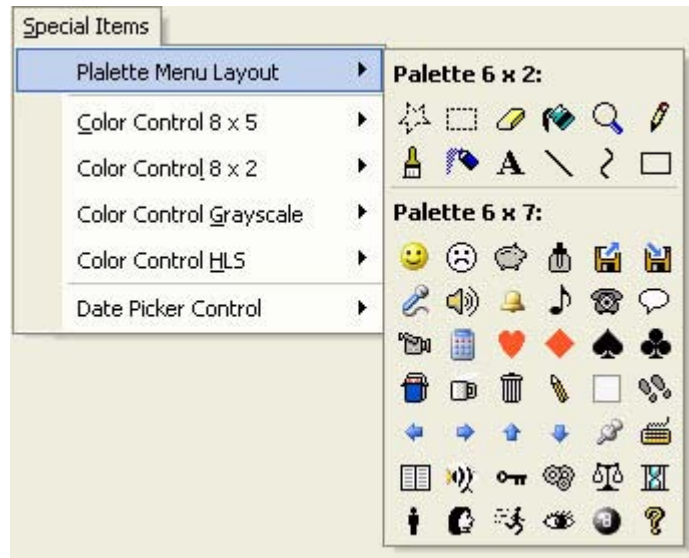 Special Items
Plalette Menu Layout
Color Control 8 x 5
Color Control 8 x 2
Color Control Grayscale
Color Control HLS
Date Picker Control
Palette 6 x 2:
A
Palette 6 x 7:
8
?